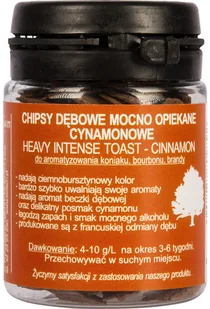 CHIPSY DĘBOWE MOCNO OPIEKANE
CYNAMONOWE
HEAVY INTENSE TOAST - CINNAMON
do aromatyzowania koniaku, bourbonu, brandy
- nadają ciemnobursztynowy kolor
- bardzo szybko uwalniają swoje aromaty
- nadają aromat beczki dębowej
oraz delikatny posmak cynamonu
- łagodzą zapach i smak mocnego alkoholu
- produkowane są z francuskiej odmiany dębu
Dawkowanie: 4-10 g/L na okres 3-6 tygodni.
Przechowywać w suchym miejscu.
Życzymy satysfakcji z zastosowania naszego produktu.